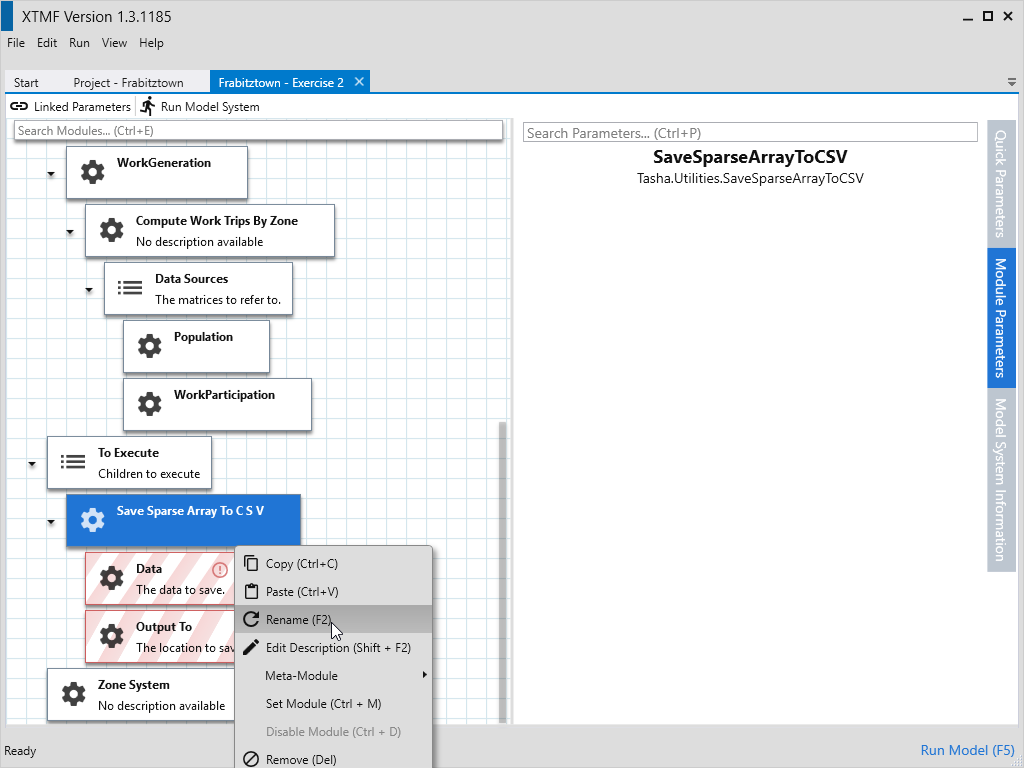 XTMF Version 1.3.1185
File Edit Run View Help
Start Project - Frabitztown Frabitztown - Exercise 2
Linked Parameters Run Model System
Search Modules... (Ctrl+E)
WorkGeneration
Compute Work Trips By Zone
No description available
Data Sources
The matrices to refer to.
Population
WorkParticipation
To Execute
Children to execute
Save Sparse Array To C S V
Data
The data to save.
Output To
The location to sav
Zone System
No description available
Copy (Ctrl+C)
Paste (Ctrl+V)
Rename (F2)
Edit Description (Shift + F2)
Meta-Module
Set Module (Ctrl + M)
Disable Module (Ctrl + D)
Remove (Del)
Search Parameters... (Ctrl+P)
SaveSparseArrayToCSV
Tasha.Utilities.SaveSparseArrayToCSV
Quick Parameters
Module Parameters
Model System Information
Ready
Run Model (F5)